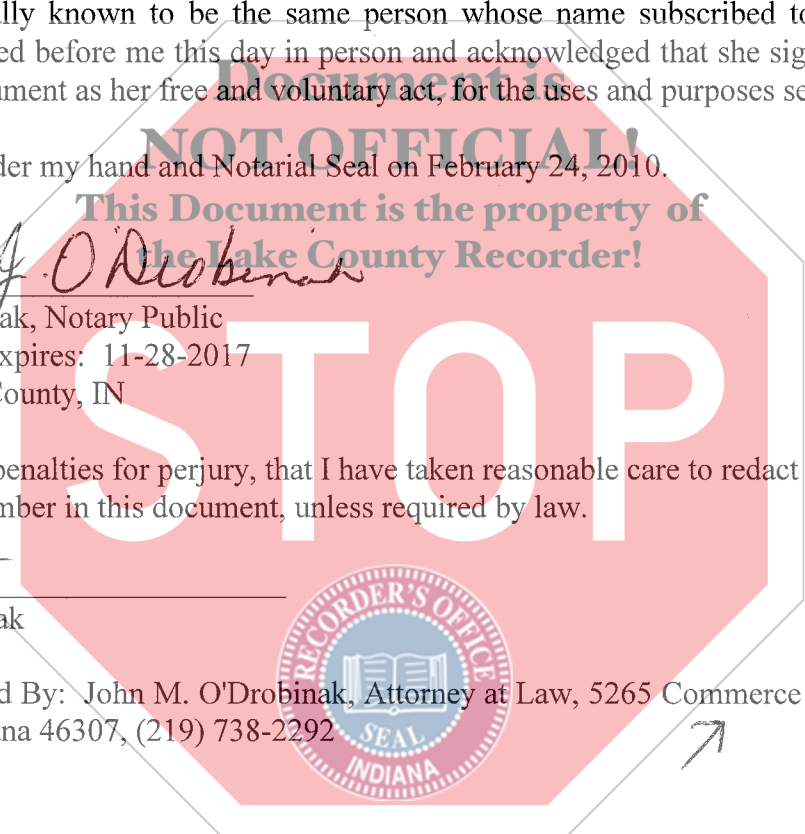 ally known to be the same person whose name subscribed to
ed before me this day in person and acknowledged that she sig
ument as her free and voluntary act, for the uses and purposes se
Document is
NOT OFFICIAL!
This Document is the property of
the Lake County Recorder!
der my hand and Notarial Seal on February 24, 2010.
J. O'Drobinak
ak, Notary Public
xpires: 11-28-2017
County, IN
STOP
penalties for perjury, that I have taken reasonable care to redact
mber in this document, unless required by law.
ak
d By: John M. O'Drobinak, Attorney at Law, 5265 Commerce
na 46307, (219) 738-2292
RECORDER'S OFFICE
SEAL
INDIANA